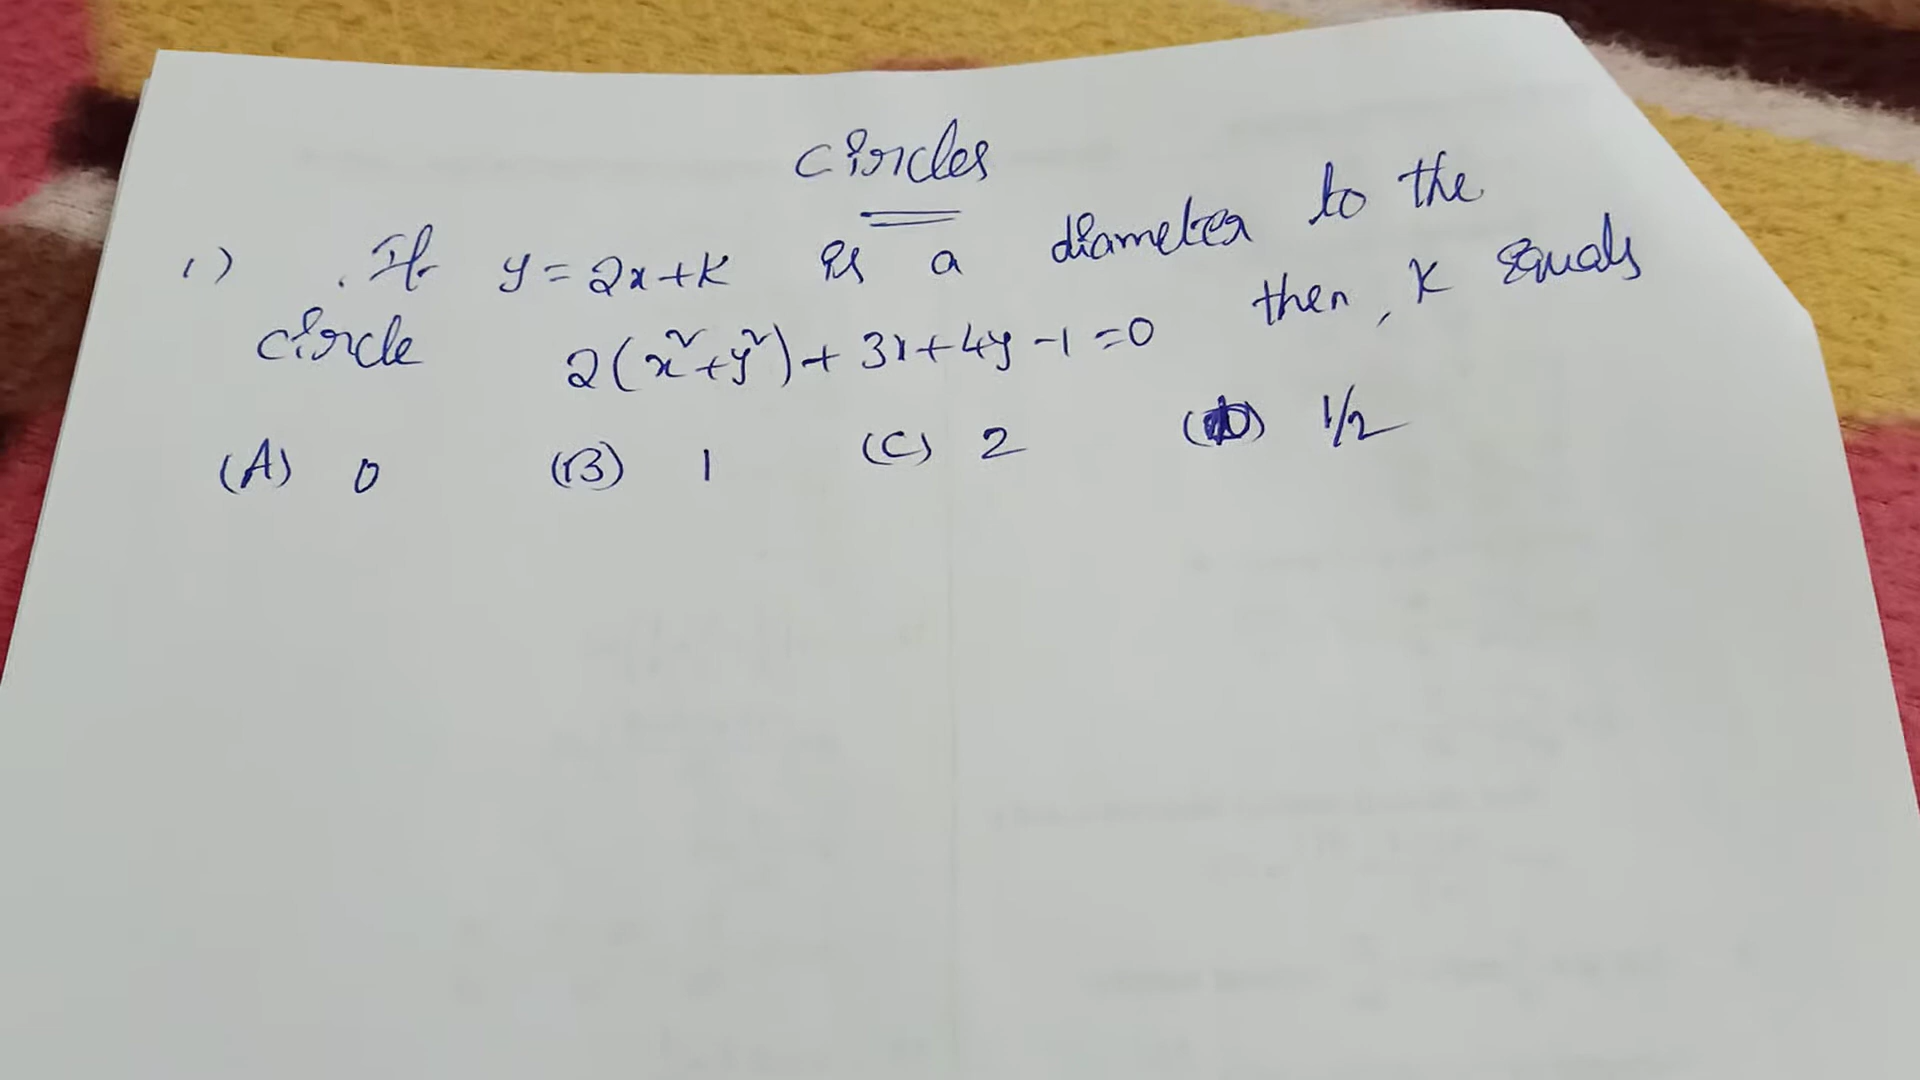 Circles
1) . If y = 2x+k is a diameter to the
circle 2(x²+y²) + 3x+4y -1 =0 then, K equals
(A) 0 (B) 1 (C) 2 (D) 1/2